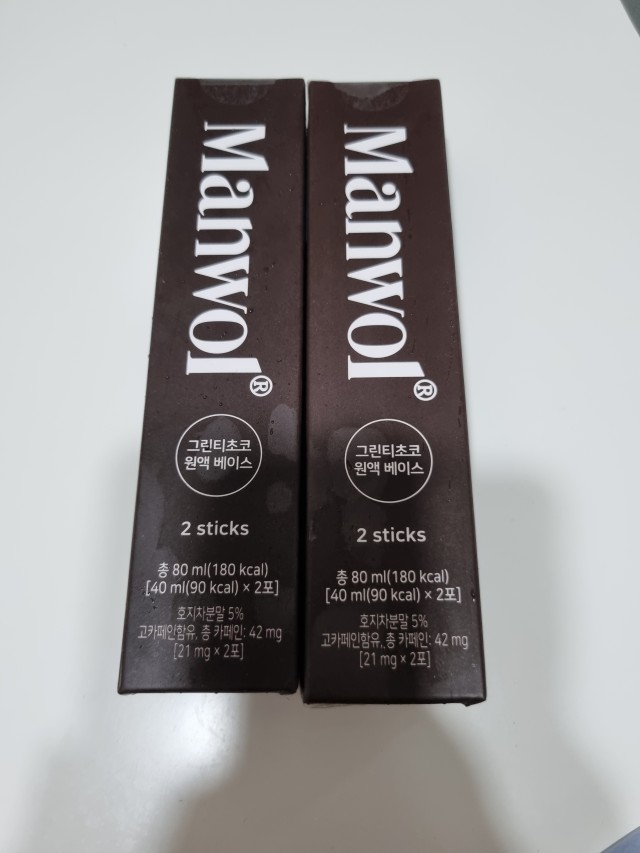 Manwol®
그린티초코
원액 베이스
2 sticks
총 80 ml(180 kcal)
[40 ml(90 kcal) × 2포]
호지차분말 5%
고카페인함유, 총 카페인: 42 mg
[21 mg × 2포]
Manwol®
그린티초코
원액 베이스
2 sticks
총 80 ml(180 kcal)
[40 ml(90 kcal) × 2포]
호지차분말 5%
고카페인함유, 총 카페인: 42 mg
[21 mg × 2포]